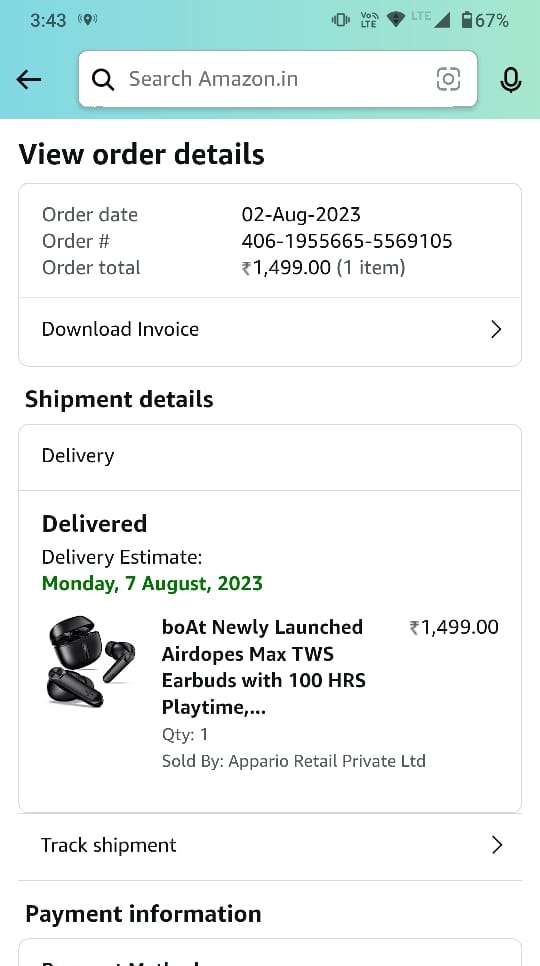 3:43
Vo)) LTE LTE 67%
Search Amazon.in
View order details
Order date 02-Aug-2023
Order # 406-1955665-5569105
Order total ₹1,499.00 (1 item)
Download Invoice
Shipment details
Delivery
Delivered
Delivery Estimate:
Monday, 7 August, 2023
boAt Newly Launched ₹1,499.00
Airdopes Max TWS
Earbuds with 100 HRS
Playtime,...
Qty: 1
Sold By: Appario Retail Private Ltd
Track shipment
Payment information